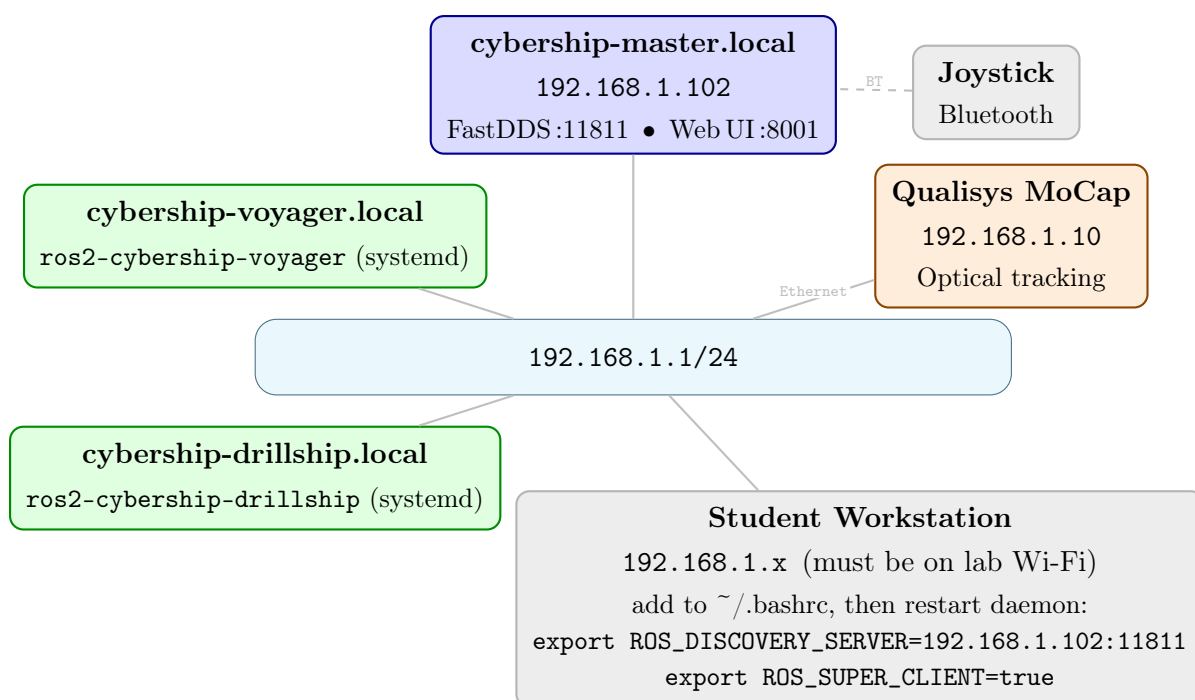 cybership-master.local
192.168.1.102
FastDDS:11811 • Web UI:8001
BT
Joystick
Bluetooth
Qualisys MoCap
192.168.1.10
Optical tracking
cybership-voyager.local
ros2-cybership-voyager (systemd)
Ethernet
192.168.1.1/24
cybership-drillship.local
ros2-cybership-drillship (systemd)
Student Workstation
192.168.1.x (must be on lab Wi-Fi)
add to ~/.bashrc, then restart daemon:
export ROS_DISCOVERY_SERVER=192.168.1.102:11811
export ROS_SUPER_CLIENT=true